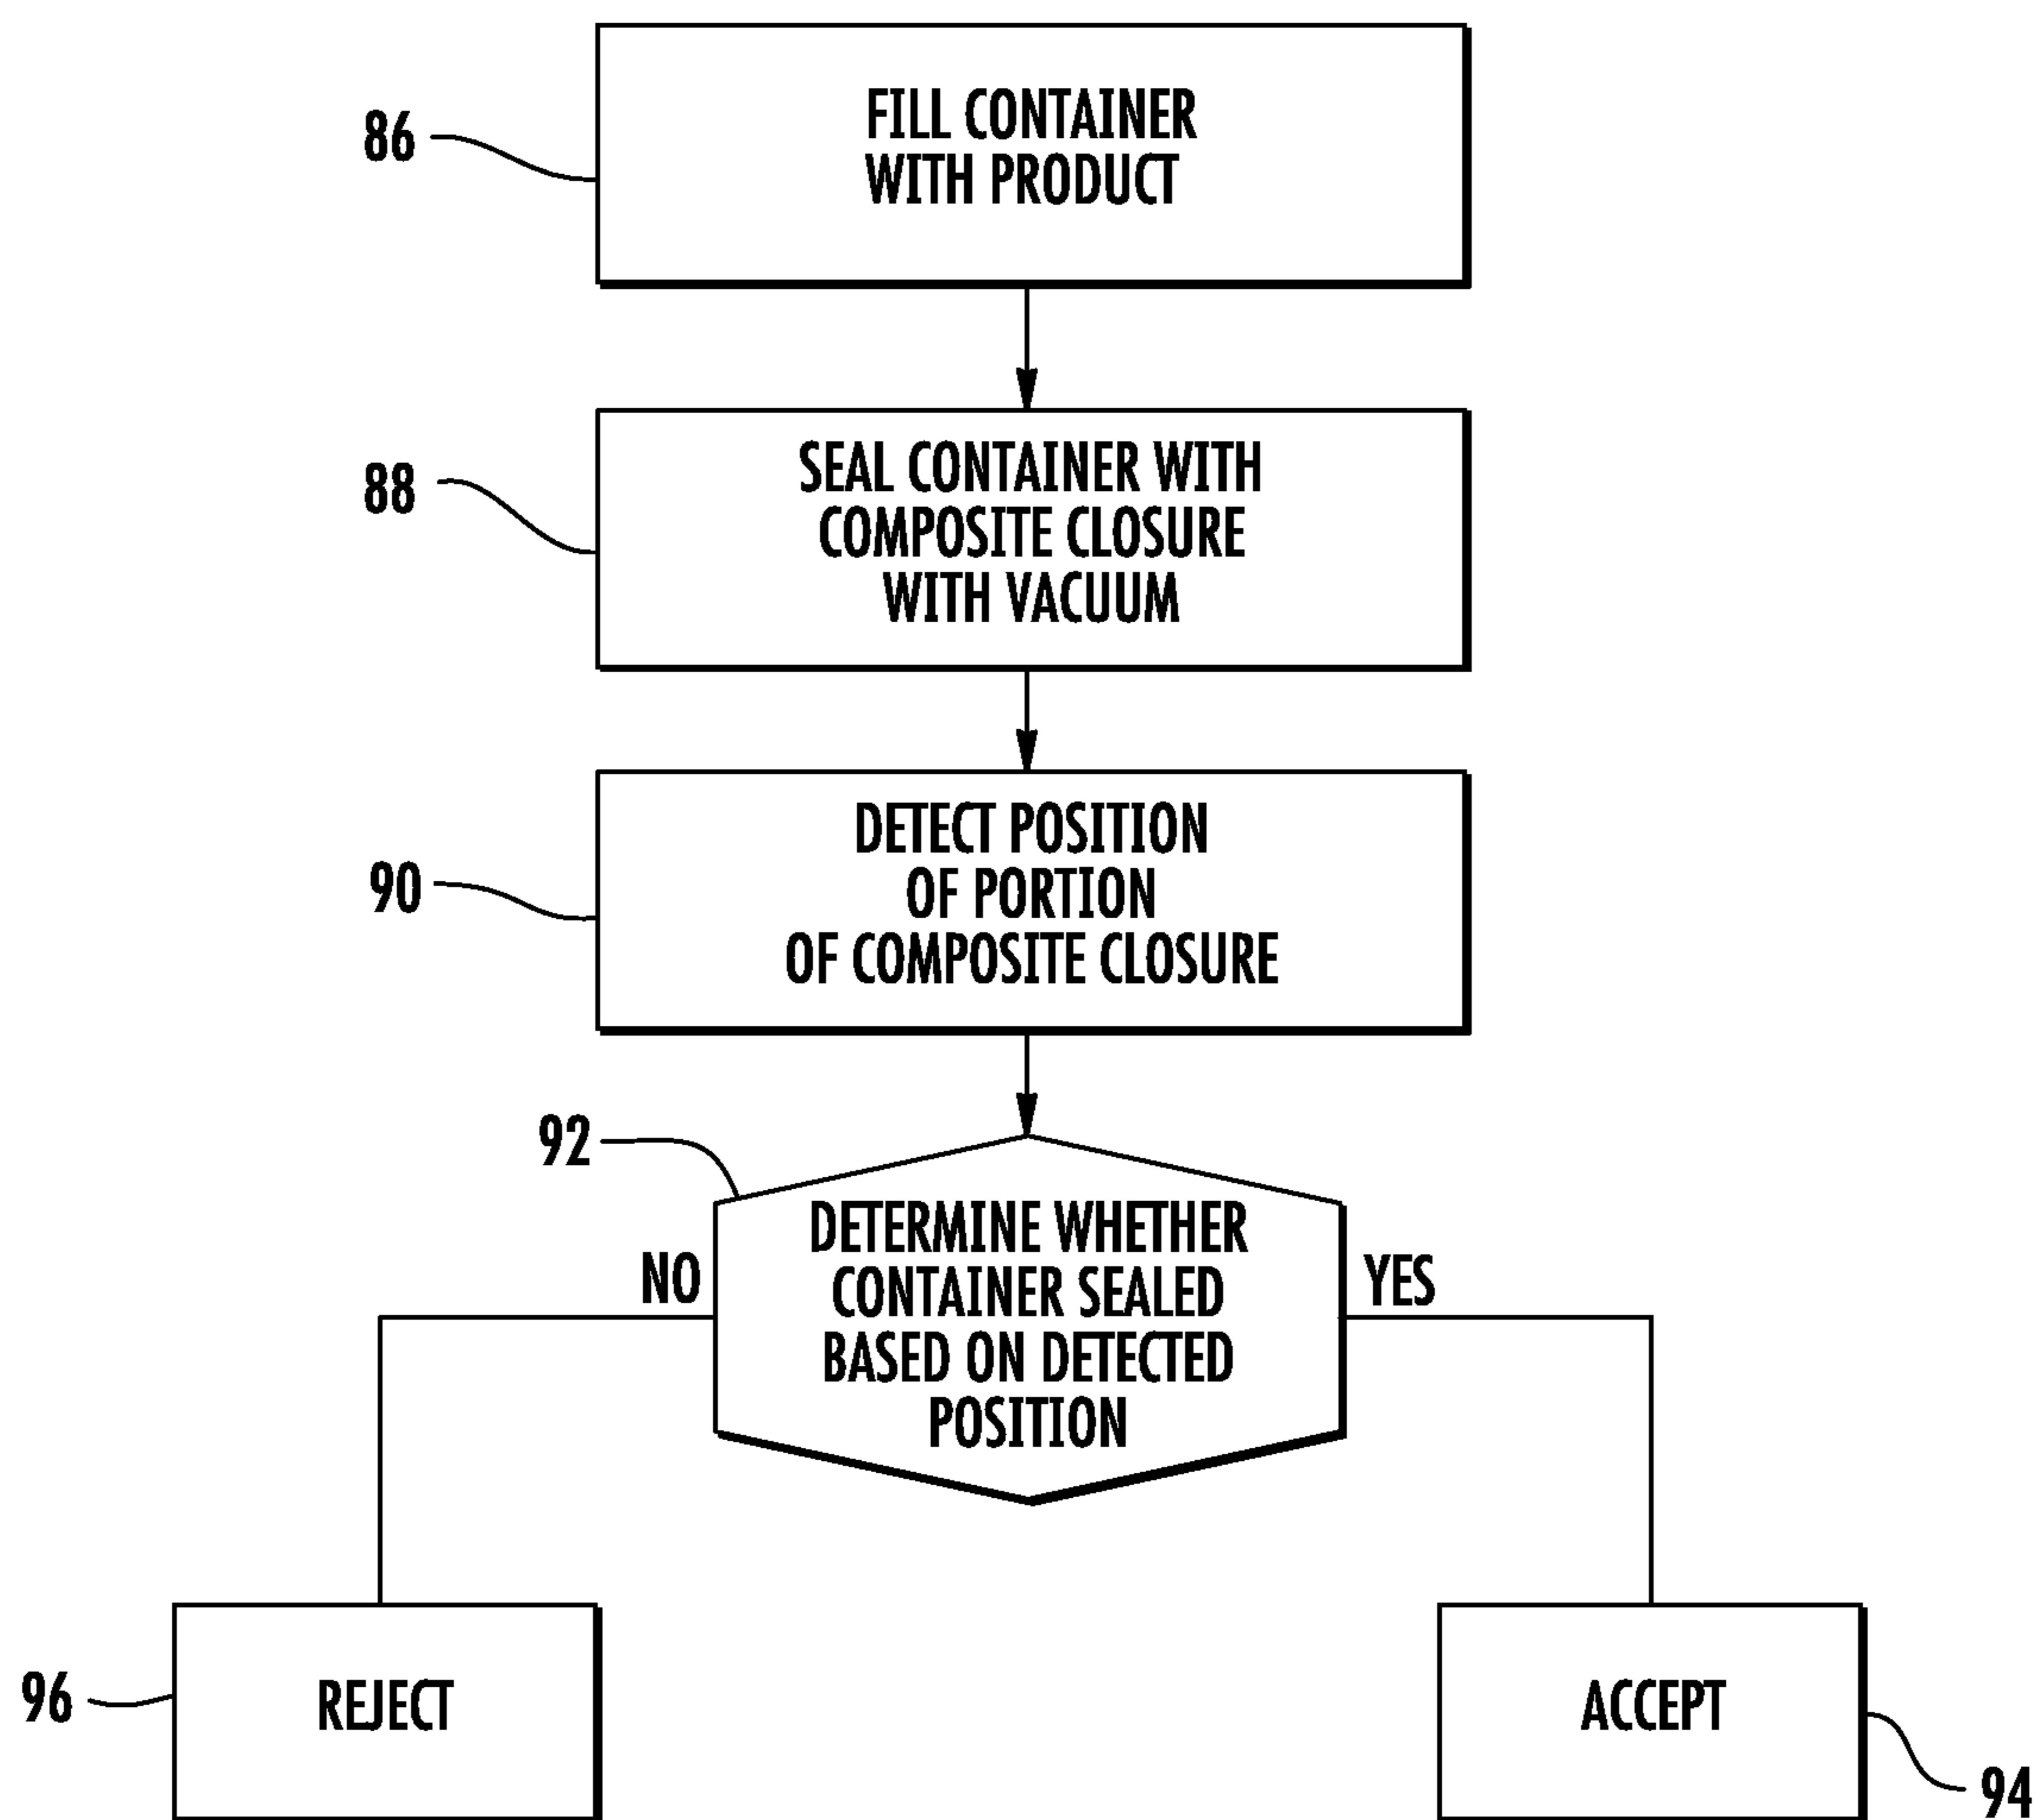 86
FILL CONTAINER
WITH PRODUCT
88
SEAL CONTAINER WITH
COMPOSITE CLOSURE
WITH VACUUM
90
DETECT POSITION
OF PORTION
OF COMPOSITE CLOSURE
92
DETERMINE WHETHER
CONTAINER SEALED
BASED ON DETECTED
POSITION
NO
YES
96
REJECT
ACCEPT
94